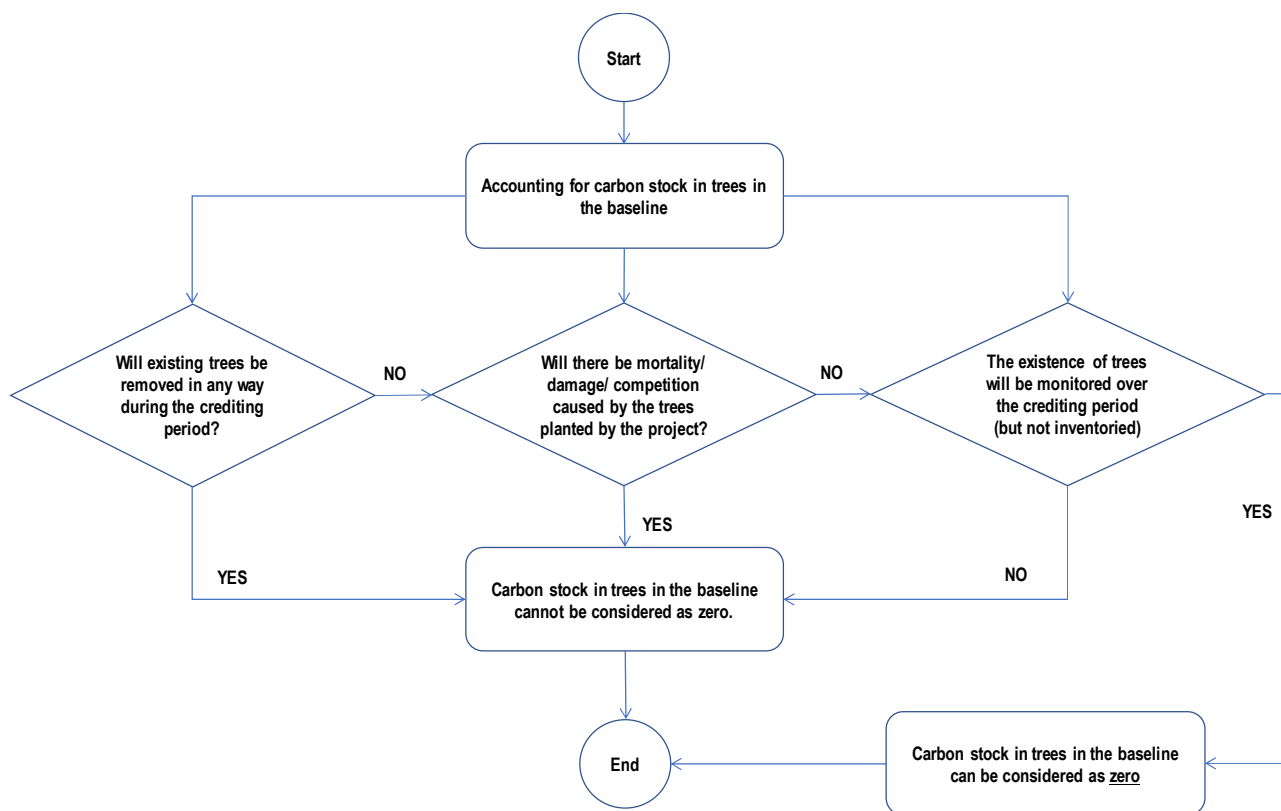 Start
Accounting for carbon stock in trees in
the baseline
Will existing trees be
removed in any way
during the crediting
period?
NO
Will there be mortality/
damage/ competition
caused by the trees
planted by the project?
NO
The existence of trees
will be monitored over
the crediting period
(but not inventoried)
YES
YES
NO
YES
Carbon stock in trees in the baseline
cannot be considered as zero.
End
Carbon stock in trees in the baseline
can be considered as zero